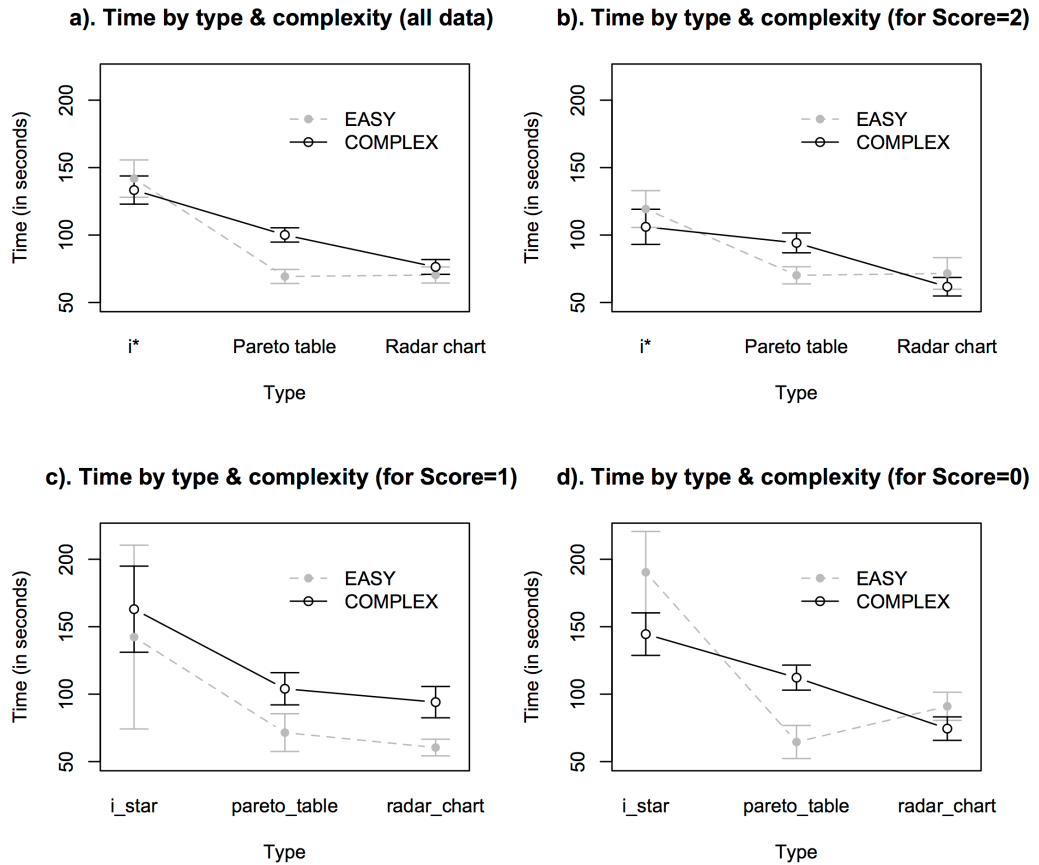 a). Time by type & complexity (all data)
Time (in seconds)
200
150
100
50
EASY
COMPLEX
i*
Pareto table
Radar chart
Type
b). Time by type & complexity (for Score=2)
Time (in seconds)
200
150
100
50
EASY
COMPLEX
i*
Pareto table
Radar chart
Type
c). Time by type & complexity (for Score=1)
Time (in seconds)
200
150
100
50
EASY
COMPLEX
i_star
pareto_table
radar_chart
Type
d). Time by type & complexity (for Score=0)
Time (in seconds)
200
150
100
50
EASY
COMPLEX
i_star
pareto_table
radar_chart
Type